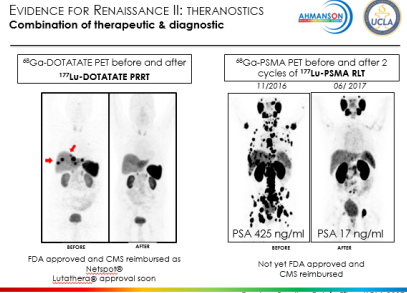 EVIDENCE FOR RENAISSANCE II: THERANOSTICS
Combination of therapeutic & diagnostic
AHMANSON
UCLA
⁶⁸Ga-DOTATATE PET before and after
¹⁷⁷Lu-DOTATATE PRRT
BEFORE
AFTER
FDA approved and CMS reimbursed as
Netspot®
Lutathera® approval soon
⁶⁸Ga-PSMA PET before and after 2
cycles of ¹⁷⁷Lu-PSMA RLT
11/2016
06/ 2017
PSA 425 ng/ml
PSA 17 ng/ml
BEFORE
AFTER
Not yet FDA approved and
CMS reimbursed